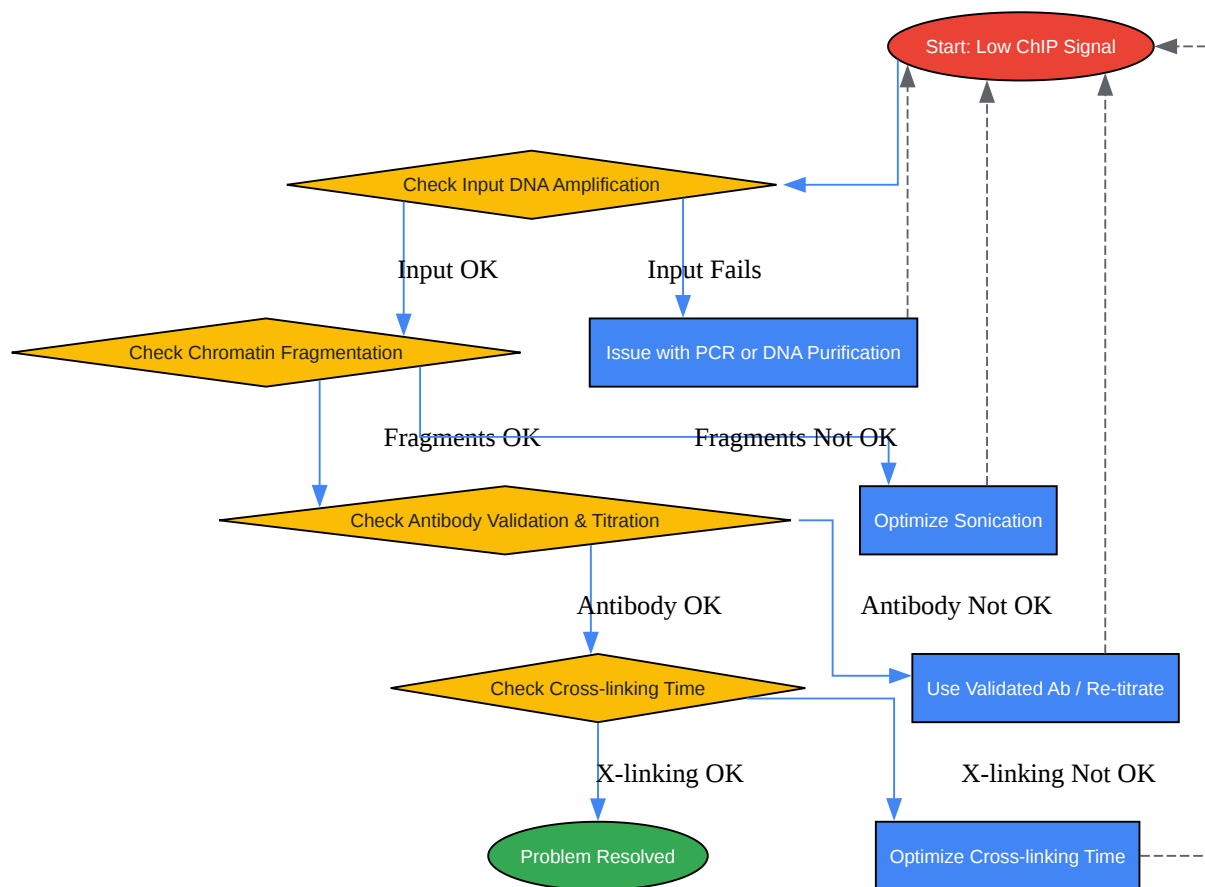 Start: Low ChIP Signal
Check Input DNA Amplification
Input OK
Input Fails
Check Chromatin Fragmentation
Issue with PCR or DNA Purification
Fragments OK
Fragments Not OK
Check Antibody Validation & Titration
Optimize Sonication
Antibody OK
Antibody Not OK
Check Cross-linking Time
Use Validated Ab / Re-titrate
X-linking OK
X-linking Not OK
Problem Resolved
Optimize Cross-linking Time